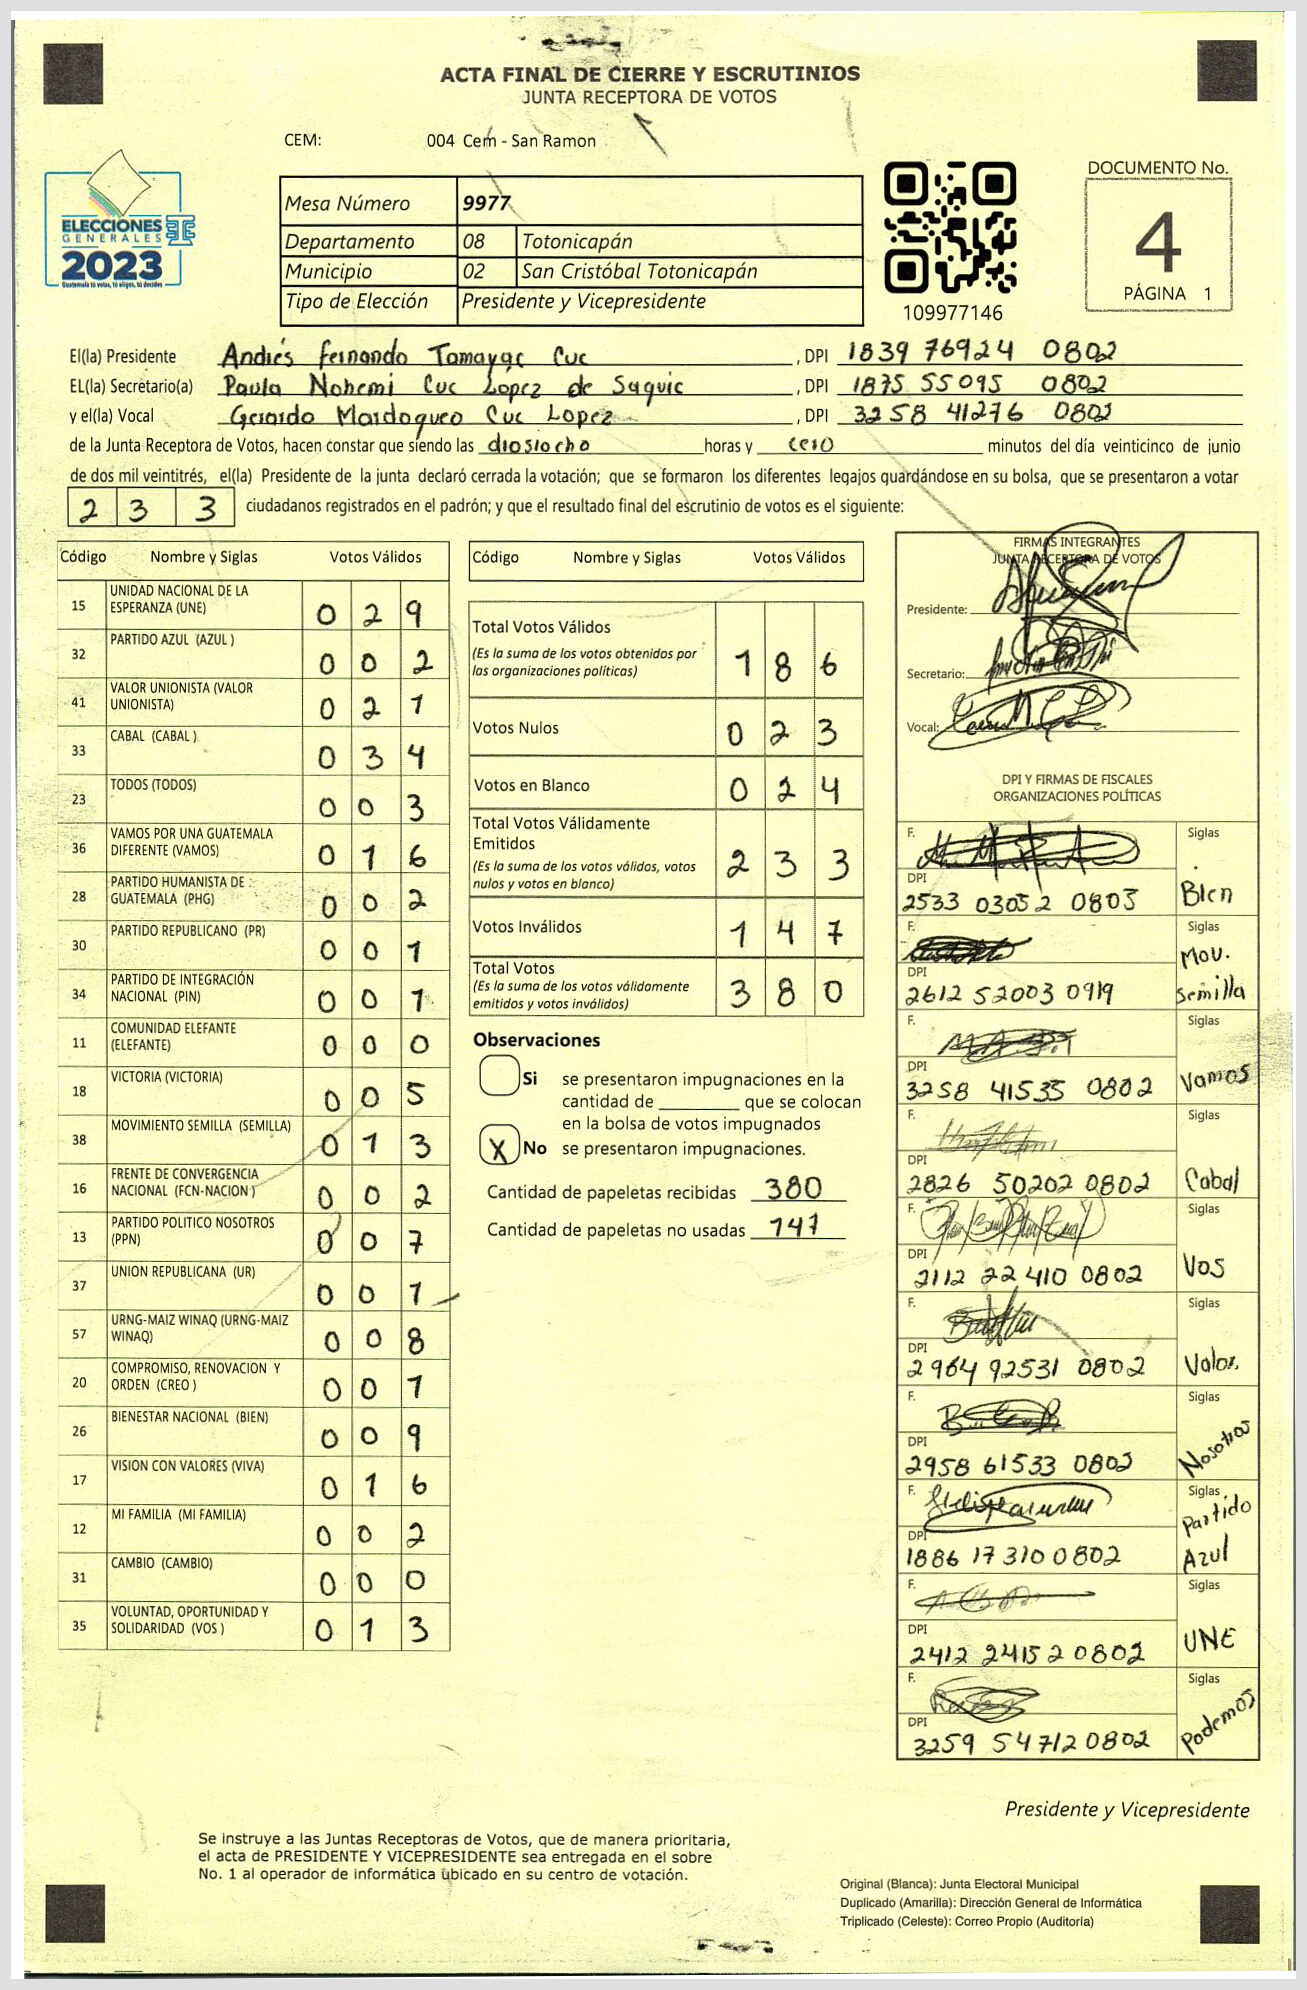 ACTA FINAL DE CIERRE Y ESCRUTINIOS
JUNTA RECEPTORA DE VOTOS
CEM: 004 Cem - San Ramon
DOCUMENTO No.
4
PÁGINA 1
ELECCIONES
GENERALES
2023
Guatemala tú votas, tú eliges, tú decides
Mesa Número 9977
Departamento 08 Totonicapán
Municipio 02 San Cristóbal Totonicapán
Tipo de Elección Presidente y Vicepresidente
109977146
El(la) Presidente Andrés Fernando Tamayac Cuc , DPI 1839 76924 0802
EL(la) Secretario(a) Paula Nohemi Cuc López de Saquic , DPI 1875 55095 0802
y el(la) Vocal Gerardo Mardoqueo Cuc Lopez , DPI 3258 41276 0802
de la Junta Receptora de Votos, hacen constar que siendo las diosiocho horas y cero minutos del día veinticinco de junio
de dos mil veintitrés, el(la) Presidente de la junta declaró cerrada la votación; que se formaron los diferentes legajos guardándose en su bolsa, que se presentaron a votar
2 3 3 ciudadanos registrados en el padrón; y que el resultado final del escrutinio de votos es el siguiente:
Código Nombre y Siglas Votos Válidos
15 UNIDAD NACIONAL DE LA
ESPERANZA (UNE) 0 2 9
32 PARTIDO AZUL (AZUL ) 0 0 2
41 VALOR UNIONISTA (VALOR
UNIONISTA) 0 2 1
33 CABAL (CABAL ) 0 3 4
23 TODOS (TODOS) 0 0 3
36 VAMOS POR UNA GUATEMALA
DIFERENTE (VAMOS) 0 1 6
28 PARTIDO HUMANISTA DE
GUATEMALA (PHG) 0 0 2
30 PARTIDO REPUBLICANO (PR) 0 0 1
34 PARTIDO DE INTEGRACIÓN
NACIONAL (PIN) 0 0 1
11 COMUNIDAD ELEFANTE
(ELEFANTE) 0 0 0
18 VICTORIA (VICTORIA) 0 0 5
38 MOVIMIENTO SEMILLA (SEMILLA) 0 1 3
16 FRENTE DE CONVERGENCIA
NACIONAL (FCN-NACION ) 0 0 2
13 PARTIDO POLITICO NOSOTROS
(PPN) 0 0 7
37 UNION REPUBLICANA (UR) 0 0 1
57 URNG-MAIZ WINAQ (URNG-MAIZ
WINAQ) 0 0 8
20 COMPROMISO, RENOVACION Y
ORDEN (CREO ) 0 0 1
26 BIENESTAR NACIONAL (BIEN) 0 0 9
17 VISION CON VALORES (VIVA) 0 1 6
12 MI FAMILIA (MI FAMILIA) 0 0 2
31 CAMBIO (CAMBIO) 0 0 0
35 VOLUNTAD, OPORTUNIDAD Y
SOLIDARIDAD (VOS ) 0 1 3
Código Nombre y Siglas Votos Válidos
Total Votos Válidos
(Es la suma de los votos obtenidos por
las organizaciones políticas) 1 8 6
Votos Nulos 0 2 3
Votos en Blanco 0 2 4
Total Votos Válidamente
Emitidos
(Es la suma de los votos válidos, votos
nulos y votos en blanco) 2 3 3
Votos Inválidos 1 4 7
Total Votos
(Es la suma de los votos válidamente
emitidos y votos inválidos) 3 8 0
Observaciones
Si se presentaron impugnaciones en la
cantidad de ________ que se colocan
en la bolsa de votos impugnados
X No se presentaron impugnaciones.
Cantidad de papeletas recibidas 380
Cantidad de papeletas no usadas 147
FIRMAS INTEGRANTES
JUNTA RECEPTORA DE VOTOS
Presidente:
Secretario:
Vocal:
DPI Y FIRMAS DE FISCALES
ORGANIZACIONES POLÍTICAS
F. Siglas
DPI
2533 03052 0803 Bien
F. Siglas
DPI Mov.
2612 52003 0919 Semilla
F. Siglas
DPI
3258 41535 0802 Vamos
F. Siglas
DPI
2826 50202 0802 Cabal
F. Siglas
DPI
2112 22410 0802 Vos
F. Siglas
DPI
2964 92531 0802 Valor.
F. Siglas
DPI
2958 61533 0802 Nosotros
F. Siglas
DPI Partido
1886 17310 0802 Azul
F. Siglas
DPI
2412 24152 0802 UNE
F. Siglas
DPI
3259 54712 0802 Podemos
Presidente y Vicepresidente
Se instruye a las Juntas Receptoras de Votos, que de manera prioritaria,
el acta de PRESIDENTE Y VICEPRESIDENTE sea entregada en el sobre
No. 1 al operador de informática ubicado en su centro de votación.
Original (Blanca): Junta Electoral Municipal
Duplicado (Amarilla): Dirección General de Informática
Triplicado (Celeste): Correo Propio (Auditoría)